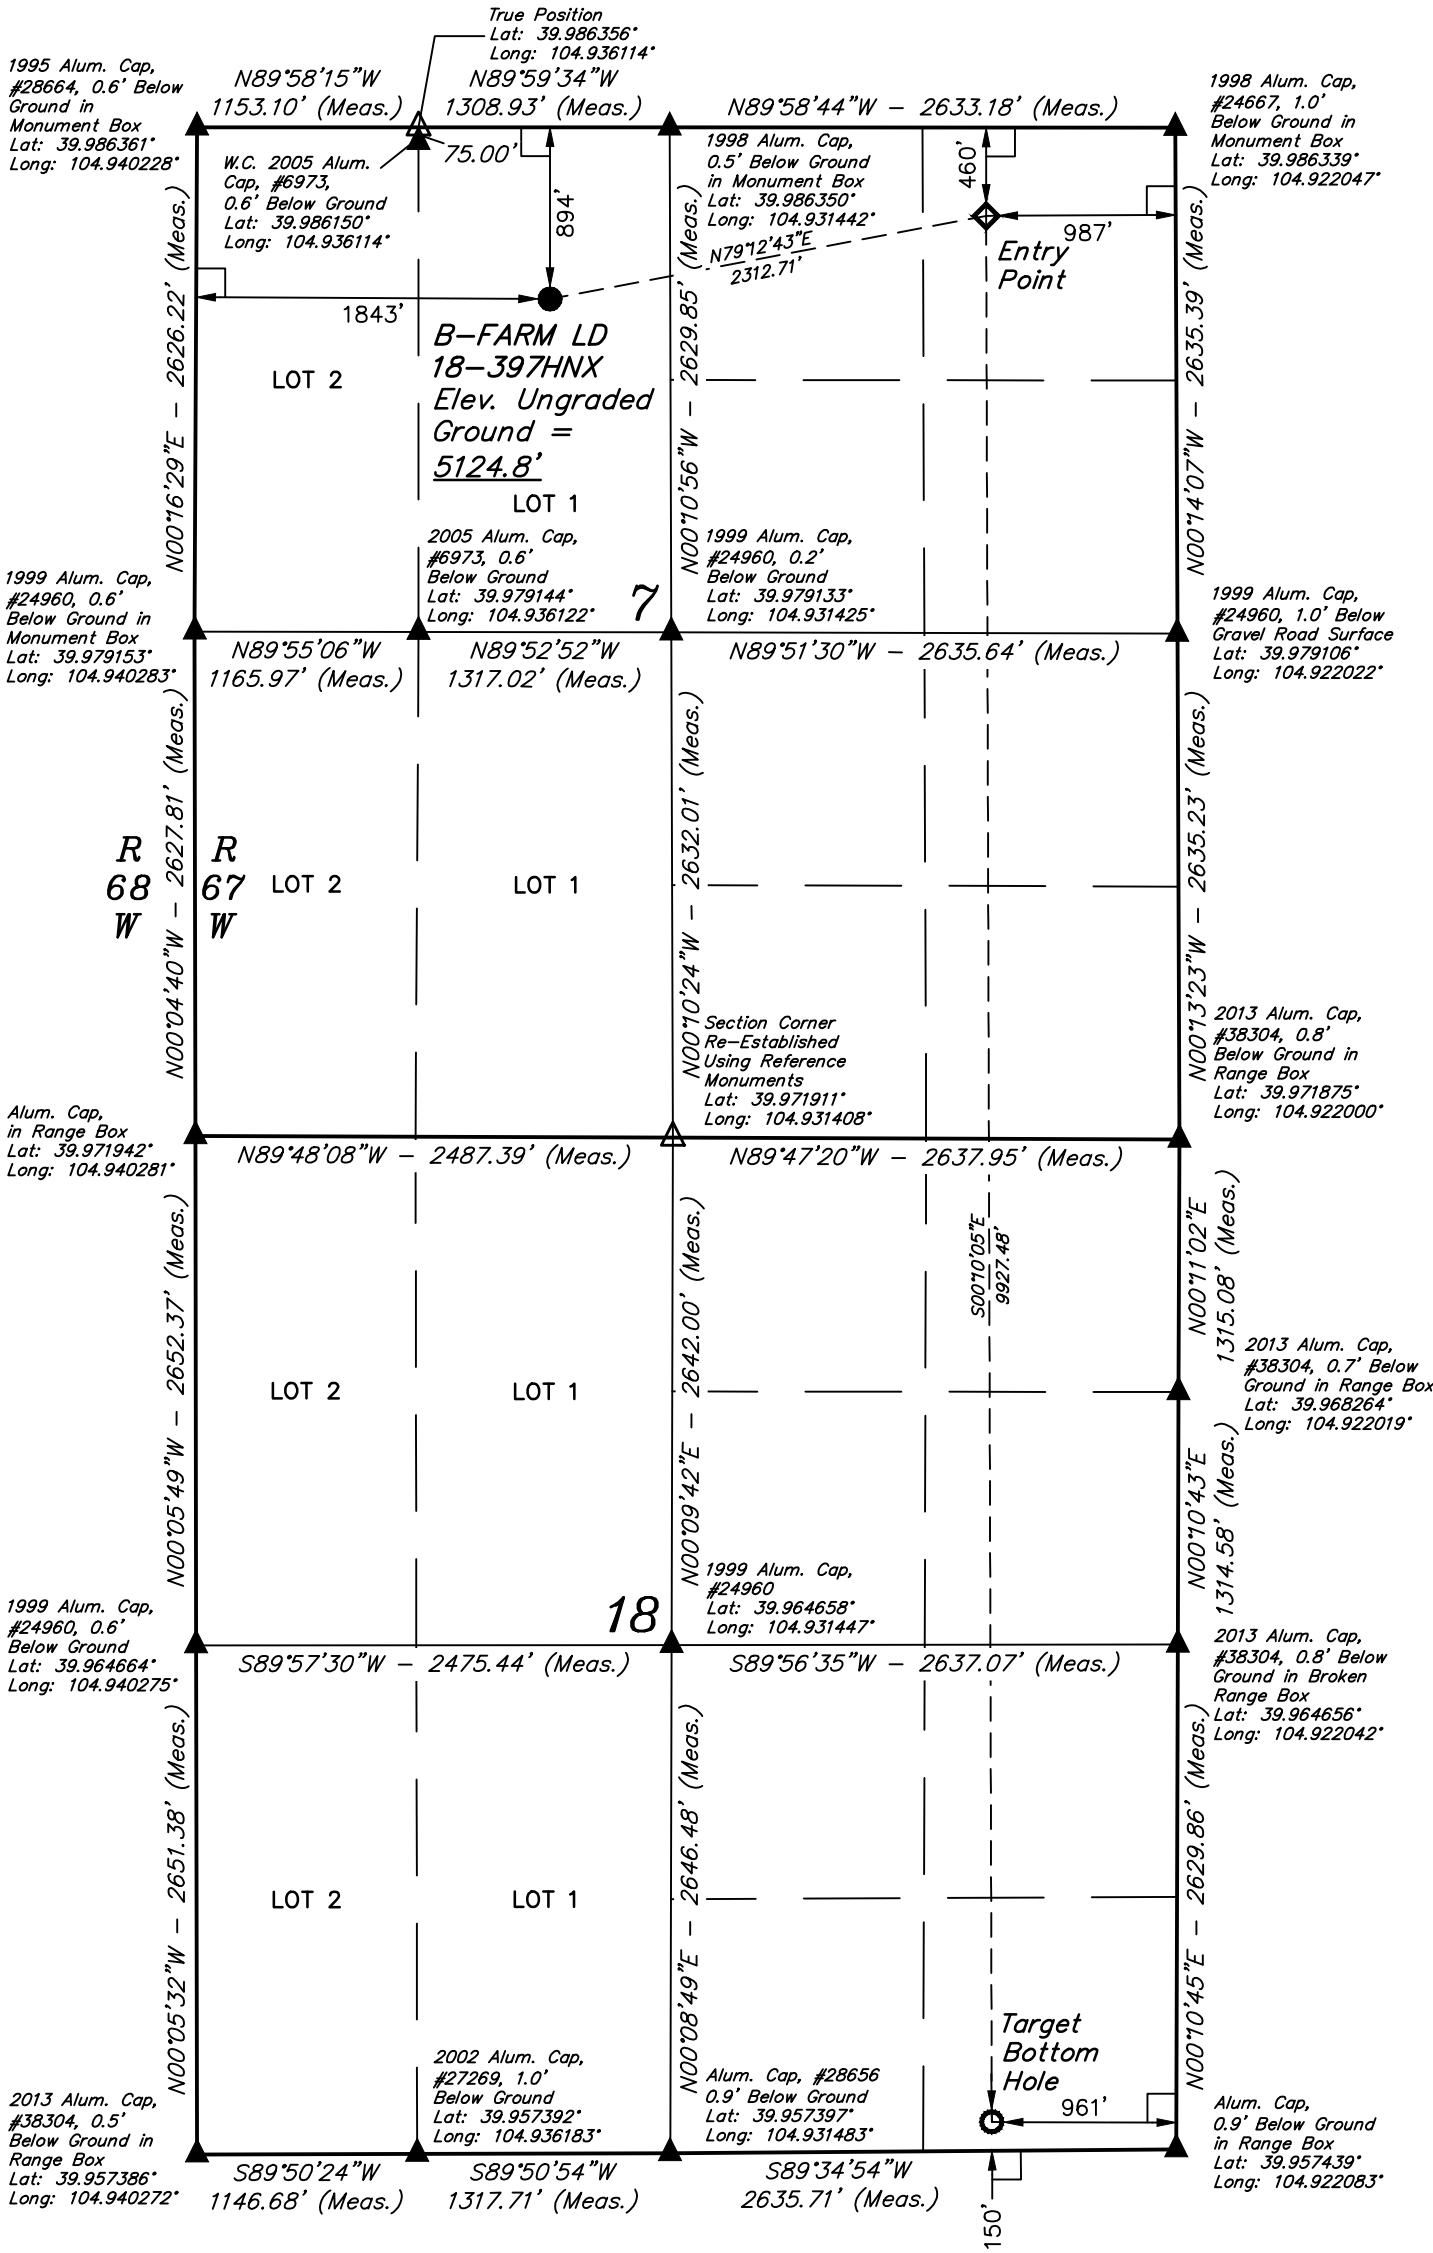 True Position
Lat: 39.986356°
Long: 104.936114°
1995 Alum. Cap,
#28664, 0.6' Below
Ground in
Monument Box
Lat: 39.986361°
Long: 104.940228°
N89°58'15"W
1153.10' (Meas.)
N89°59'34"W
1308.93' (Meas.)
N89°58'44"W - 2633.18' (Meas.)
1998 Alum. Cap,
#24667, 1.0'
Below Ground in
Monument Box
Lat: 39.986339°
Long: 104.922047°
W.C. 2005 Alum.
Cap, #6973,
0.6' Below Ground
Lat: 39.986150°
Long: 104.936114°
75.00'
894'
1998 Alum. Cap,
0.5' Below Ground
in Monument Box
Lat: 39.986350°
Long: 104.931442°
460'
987'
Entry
Point
N79°12'43"E
2312.71'
1843'
B-FARM LD
18-397HNX
Elev. Ungraded
Ground =
5124.8'
LOT 2
LOT 1
N00°16'29"E - 2626.22' (Meas.)
N00°10'56"W - 2629.85' (Meas.)
N00°14'07"W - 2635.39' (Meas.)
1999 Alum. Cap,
#24960, 0.6'
Below Ground in
Monument Box
Lat: 39.979153°
Long: 104.940283°
2005 Alum. Cap,
#6973, 0.6'
Below Ground
Lat: 39.979144°
Long: 104.936122°
7
1999 Alum. Cap,
#24960, 0.2'
Below Ground
Lat: 39.979133°
Long: 104.931425°
1999 Alum. Cap,
#24960, 1.0' Below
Gravel Road Surface
Lat: 39.979106°
Long: 104.922022°
N89°55'06"W
1165.97' (Meas.)
N89°52'52"W
1317.02' (Meas.)
N89°51'30"W - 2635.64' (Meas.)
N00°04'40"W - 2627.81' (Meas.)
N00°10'24"W - 2632.01' (Meas.)
N00°13'23"W - 2635.23' (Meas.)
R
68
W
R
67
W
LOT 2
LOT 1
Section Corner
Re-Established
Using Reference
Monuments
Lat: 39.971911°
Long: 104.931408°
2013 Alum. Cap,
#38304, 0.8'
Below Ground in
Range Box
Lat: 39.971875°
Long: 104.922000°
Alum. Cap,
in Range Box
Lat: 39.971942°
Long: 104.940281°
N89°48'08"W - 2487.39' (Meas.)
N89°47'20"W - 2637.95' (Meas.)
N00°05'49"W - 2652.37' (Meas.)
N00°09'42"E - 2642.00' (Meas.)
S00°10'05"E
9927.48'
N00°11'02"E
1315.08' (Meas.)
2013 Alum. Cap,
#38304, 0.7' Below
Ground in Range Box
Lat: 39.968264°
Long: 104.922019°
LOT 2
LOT 1
N00°10'43"E
1314.58' (Meas.)
1999 Alum. Cap,
#24960, 0.6'
Below Ground
Lat: 39.964664°
Long: 104.940275°
18
1999 Alum. Cap,
#24960
Lat: 39.964658°
Long: 104.931447°
2013 Alum. Cap,
#38304, 0.8' Below
Ground in Broken
Range Box
Lat: 39.964656°
Long: 104.922042°
S89°57'30"W - 2475.44' (Meas.)
S89°56'35"W - 2637.07' (Meas.)
N00°05'32"W - 2651.38' (Meas.)
N00°08'49"E - 2646.48' (Meas.)
N00°10'45"E - 2629.86' (Meas.)
LOT 2
LOT 1
Target
Bottom
Hole
961'
2013 Alum. Cap,
#38304, 0.5'
Below Ground in
Range Box
Lat: 39.957386°
Long: 104.940272°
2002 Alum. Cap,
#27269, 1.0'
Below Ground
Lat: 39.957392°
Long: 104.936183°
Alum. Cap, #28656
0.9' Below Ground
Lat: 39.957397°
Long: 104.931483°
Alum. Cap,
0.9' Below Ground
in Range Box
Lat: 39.957439°
Long: 104.922083°
S89°50'24"W
1146.68' (Meas.)
S89°50'54"W
1317.71' (Meas.)
S89°34'54"W
2635.71' (Meas.)
150'